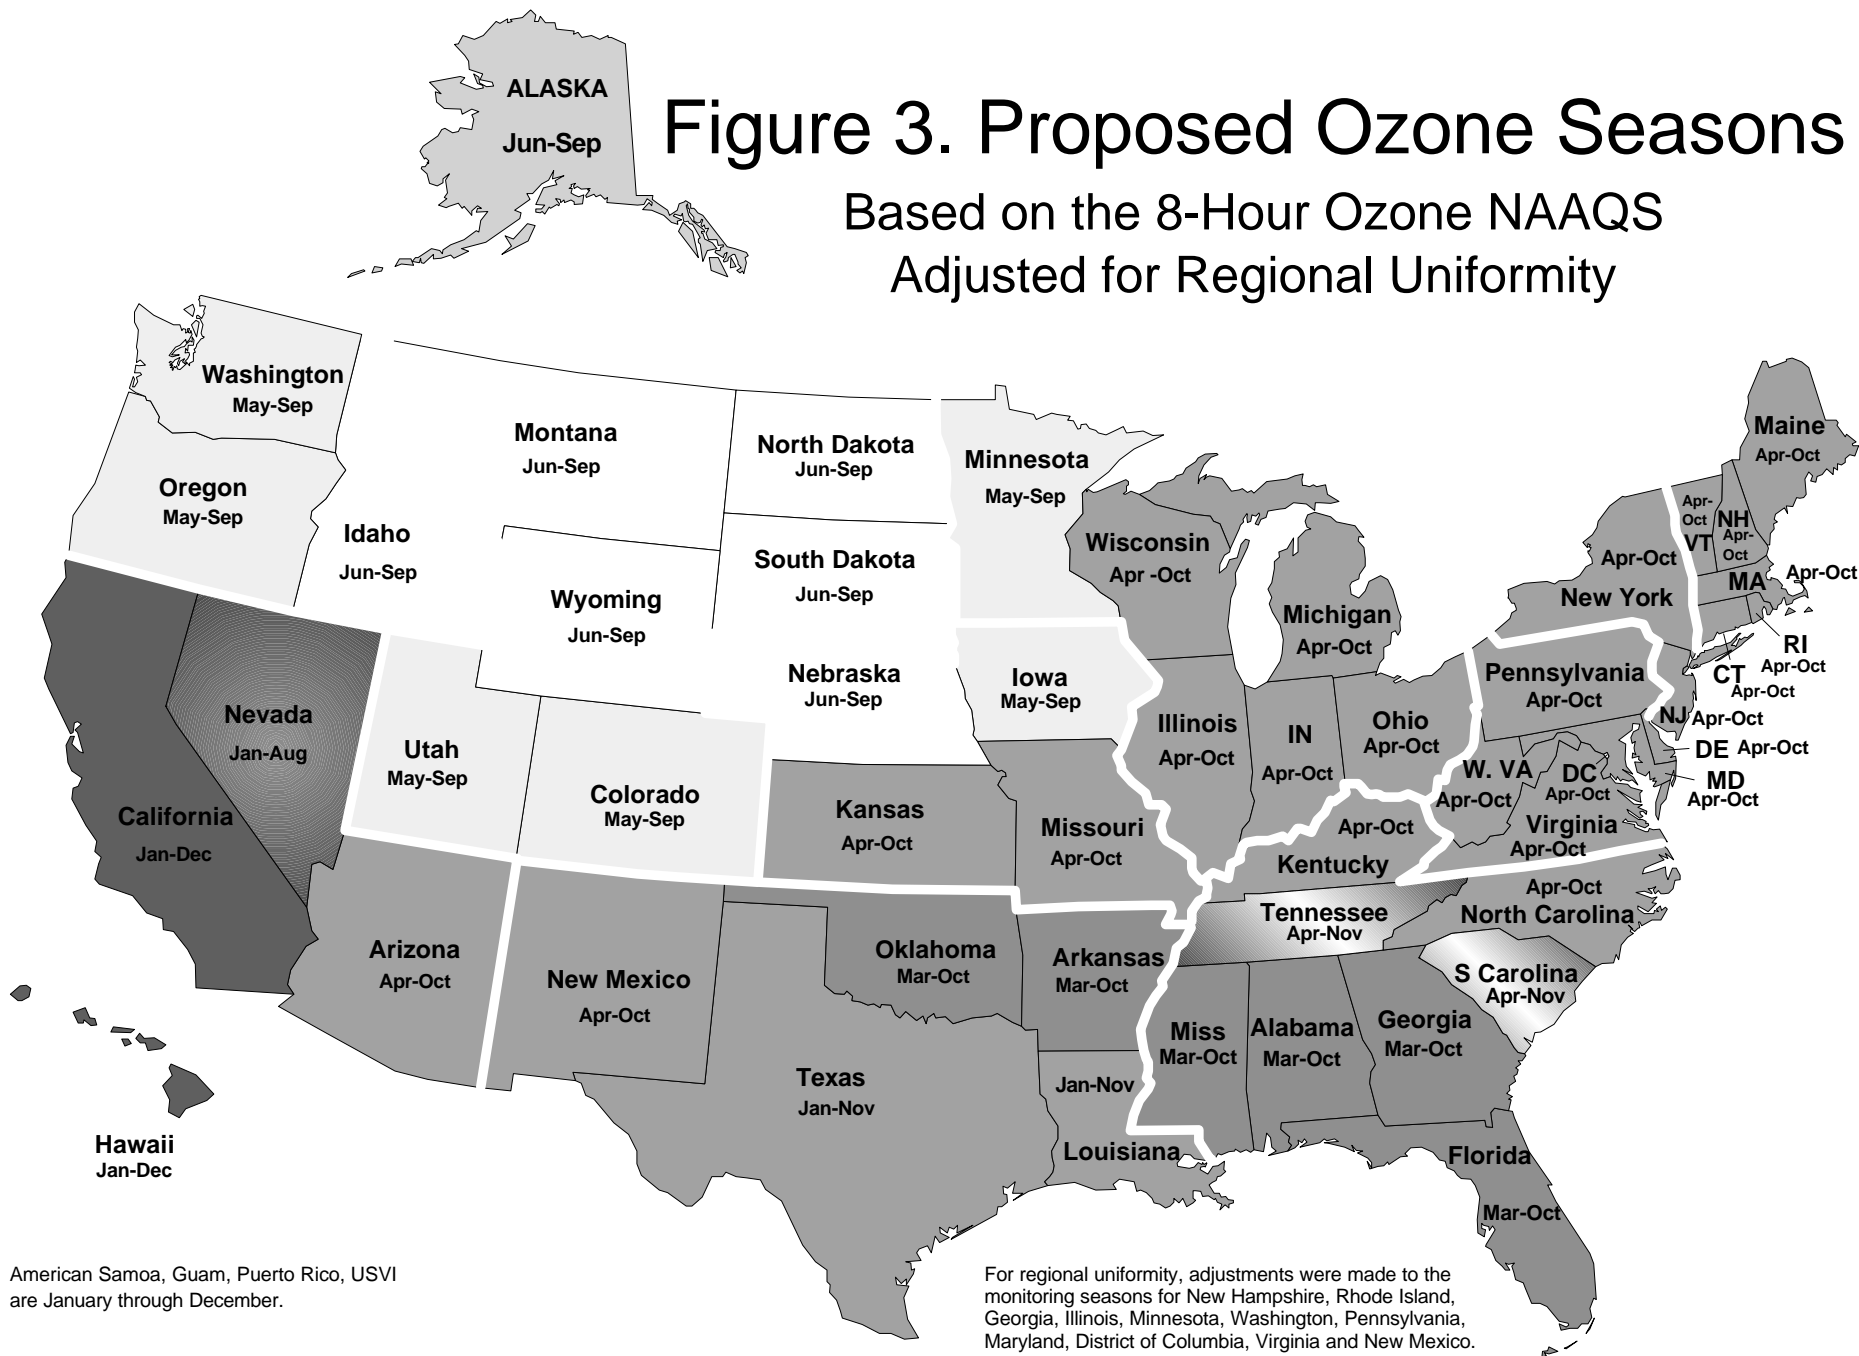 ALASKA
Jun-Sep
Figure 3. Proposed Ozone Seasons
Based on the 8-Hour Ozone NAAQS
Adjusted for Regional Uniformity
Washington
May-Sep
Oregon
May-Sep
Idaho
Jun-Sep
Montana
Jun-Sep
North Dakota
Jun-Sep
South Dakota
Jun-Sep
Wyoming
Jun-Sep
Nebraska
Jun-Sep
Minnesota
May-Sep
Iowa
May-Sep
Wisconsin
Apr -Oct
Michigan
Apr-Oct
Illinois
Apr-Oct
IN
Apr-Oct
Ohio
Apr-Oct
Maine
Apr-Oct
Apr-
Oct
VT
NH
Apr-
Oct
MA
Apr-Oct
Apr-Oct
New York
RI
Apr-Oct
CT
Apr-Oct
Pennsylvania
Apr-Oct
NJ
Apr-Oct
DE
Apr-Oct
MD
Apr-Oct
DC
Apr-Oct
W. VA
Apr-Oct
Virginia
Apr-Oct
Apr-Oct
Kentucky
Apr-Oct
North Carolina
Tennessee
Apr-Nov
S Carolina
Apr-Nov
Nevada
Jan-Aug
California
Jan-Dec
Utah
May-Sep
Colorado
May-Sep
Kansas
Apr-Oct
Missouri
Apr-Oct
Arizona
Apr-Oct
New Mexico
Apr-Oct
Oklahoma
Mar-Oct
Arkansas
Mar-Oct
Texas
Jan-Nov
Jan-Nov
Louisiana
Miss
Mar-Oct
Alabama
Mar-Oct
Georgia
Mar-Oct
Florida
Mar-Oct
Hawaii
Jan-Dec
American Samoa, Guam, Puerto Rico, USVI
are January through December.
For regional uniformity, adjustments were made to the
monitoring seasons for New Hampshire, Rhode Island,
Georgia, Illinois, Minnesota, Washington, Pennsylvania,
Maryland, District of Columbia, Virginia and New Mexico.